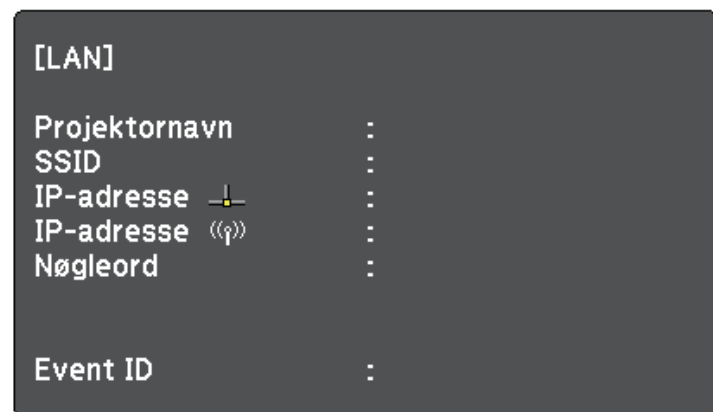 [LAN]
Projektornavn :
SSID :
IP-adresse :
IP-adresse :
Nøgleord :
Event ID :